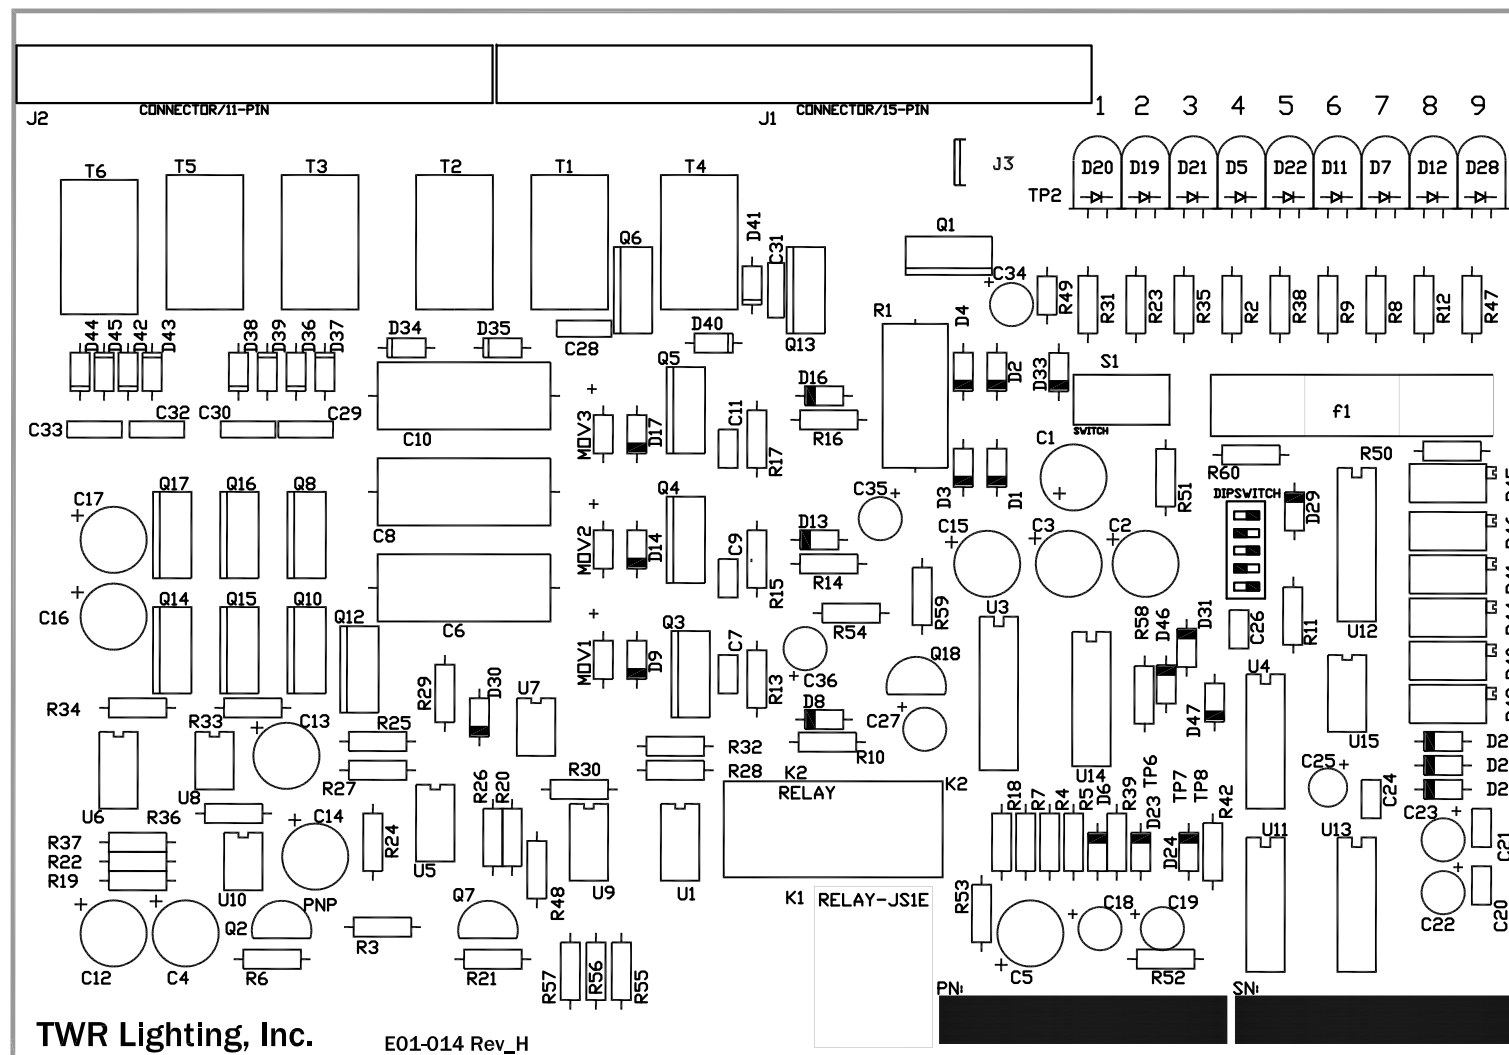 CONNECTOR/11-PIN
CONNECTOR/15-PIN
J2
J1
1 2 3 4 5 6 7 8 9
J3
TP2
D20 D19 D21 D5 D22 D11 D7 D12 D28
T6 T5 T3 T2 T1 T4
Q6
D41
C31
Q1
C34
R49 R31 R23 R35 R2 R38 R9 R8 R12 R47
D44 D45 D42 D43
D38 D39 D36 D37
D34
D35
C28
D40
Q13
R1
D4
D2
D33
S1
SWITCH
f1
C33
C32
C30
C29
C10
MOV3
D17
Q5
C11
R17
D16
R16
C1
R51
R60
R50
C17
Q17
Q16
Q8
C8
MOV2
D14
Q4
C9
R15
D13
R14
C35
D3
D1
C15
C3
C2
DIPSWITCH
D29
U12
C16
Q14
Q15
Q10
Q12
C6
MOV1
D9
Q3
C7
R13
R54
R59
C36
Q18
U3
R58
D46
D31
C26
R11
U4
R34
R33
C13
R25
R29
D30
U7
R32
R28
D8
R10
C27
U14
D47
U15
U6
U8
R27
R26
R20
R30
K2
RELAY
K2
R18 R7 R4 R5 D6 R39
D23
TP6
TP7
TP8
D24
R42
C25
C24
C23
C21
R36
R37
R22
R19
C14
R24
U5
U10
R48
U9
U1
U11
U13
C12
C4
Q2
PNP
R6
R3
Q7
R21
R57
R56
R55
K1
RELAY-JS1E
R53
C5
C18
C19
R52
C22
C20
PN:
SN:
TWR Lighting, Inc.
E01-014 Rev_H